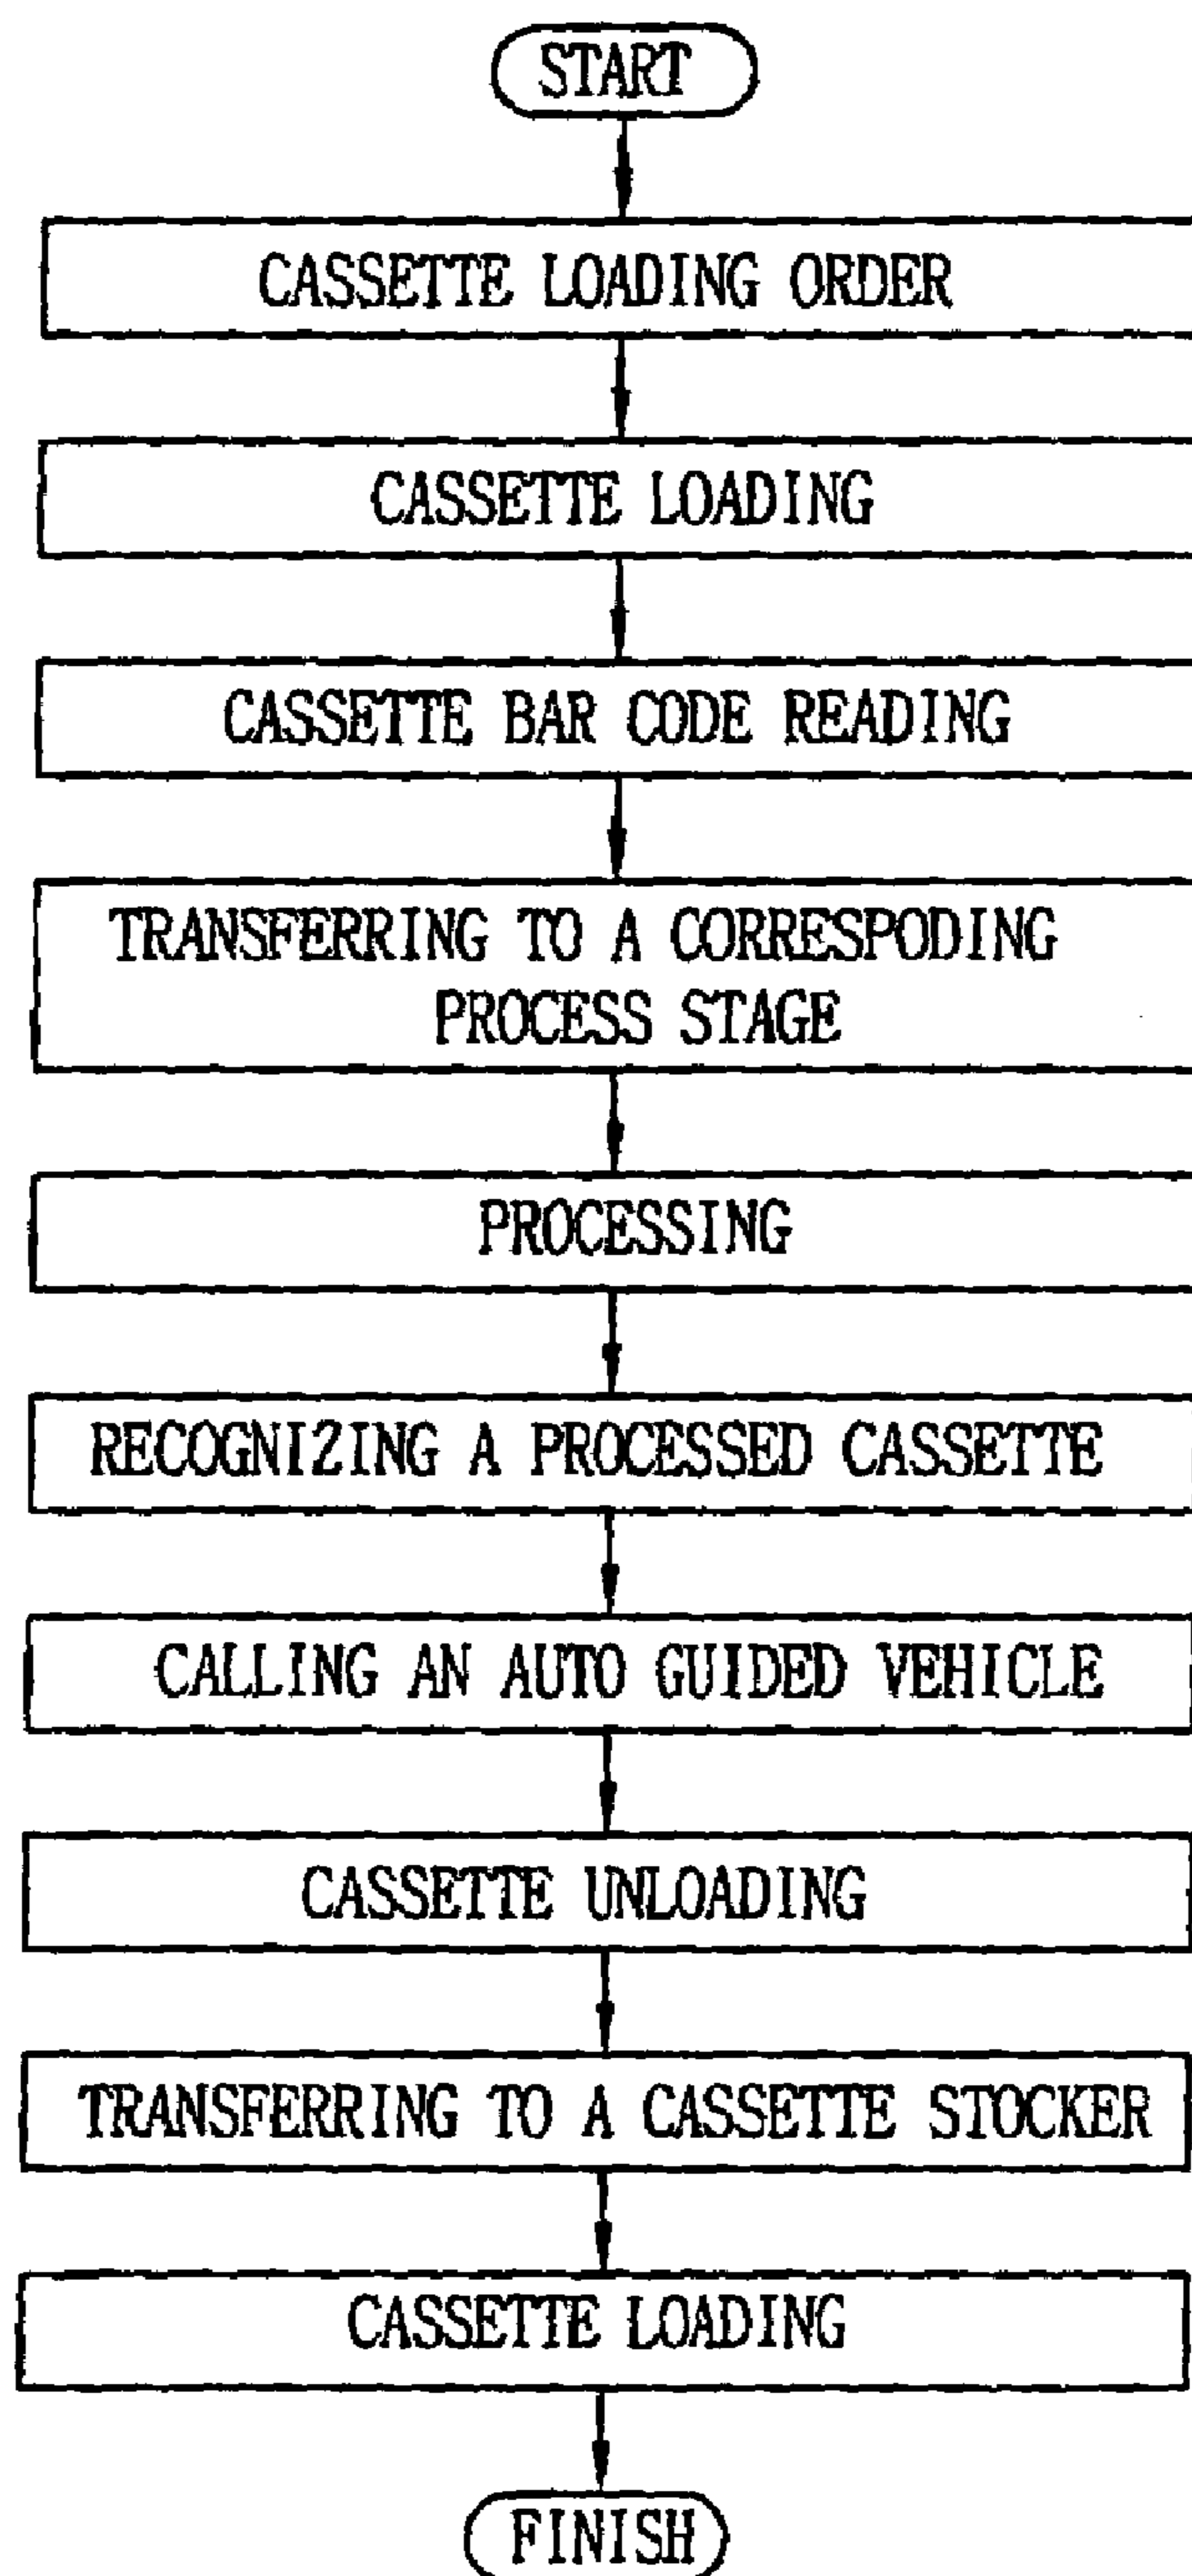 START
CASSETTE LOADING ORDER
CASSETTE LOADING
CASSETTE BAR CODE READING
TRANSFERRING TO A CORRESPODING
PROCESS STAGE
PROCESSING
RECOGNIZING A PROCESSED CASSETTE
CALLING AN AUTO GUIDED VEHICLE
CASSETTE UNLOADING
TRANSFERRING TO A CASSETTE STOCKER
CASSETTE LOADING
FINISH